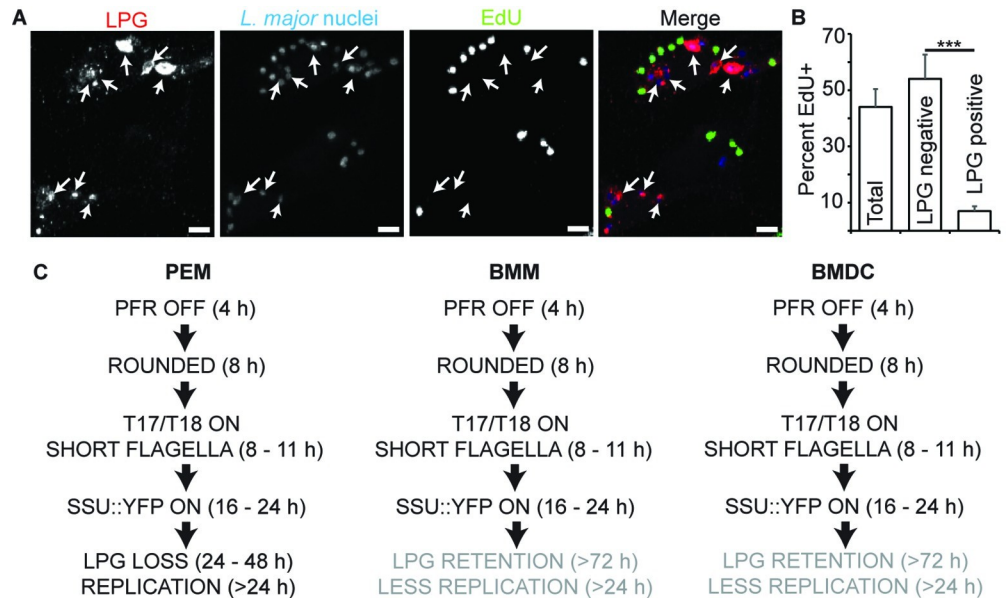 A
LPG
L. major nuclei
EdU
Merge
B
Percent EdU+
70
50
30
10
***
Total
LPG negative
LPG positive
C
PEM
PFR OFF (4 h)
ROUNDED (8 h)
T17/T18 ON
SHORT FLAGELLA (8 - 11 h)
SSU::YFP ON (16 - 24 h)
LPG LOSS (24 - 48 h)
REPLICATION (>24 h)
BMM
PFR OFF (4 h)
ROUNDED (8 h)
T17/T18 ON
SHORT FLAGELLA (8 - 11 h)
SSU::YFP ON (16 - 24 h)
LPG RETENTION (>72 h)
LESS REPLICATION (>24 h)
BMDC
PFR OFF (4 h)
ROUNDED (8 h)
T17/T18 ON
SHORT FLAGELLA (8 - 11 h)
SSU::YFP ON (16 - 24 h)
LPG RETENTION (>72 h)
LESS REPLICATION (>24 h)